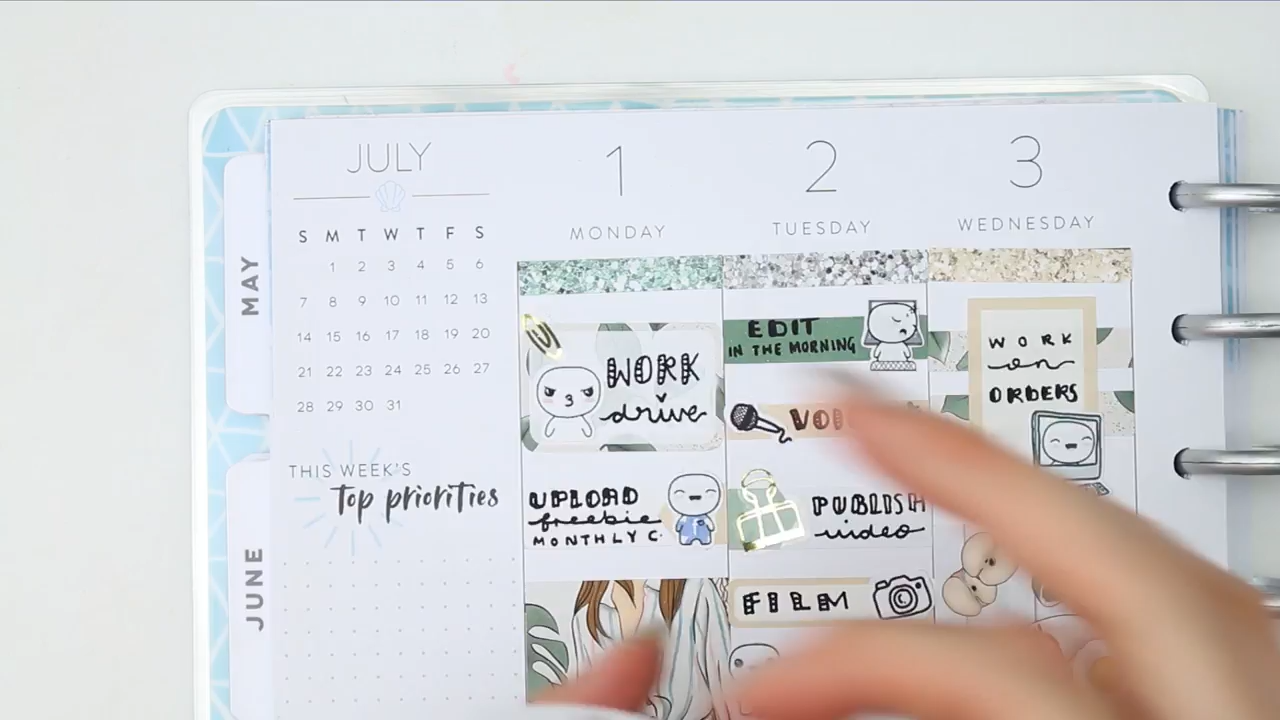 MAY
JUNE
JULY
S M T W T F S
1 2 3 4 5 6
7 8 9 10 11 12 13
14 15 16 17 18 19 20
21 22 23 24 25 26 27
28 29 30 31
THIS WEEK'S
top priorities
1
MONDAY
WORK
drive
UPLOAD
freebie
MONTHLY C.
2
TUESDAY
EDIT
IN THE MORNING
PUBLISH
video
FILM
3
WEDNESDAY
WORK
on
ORDERS